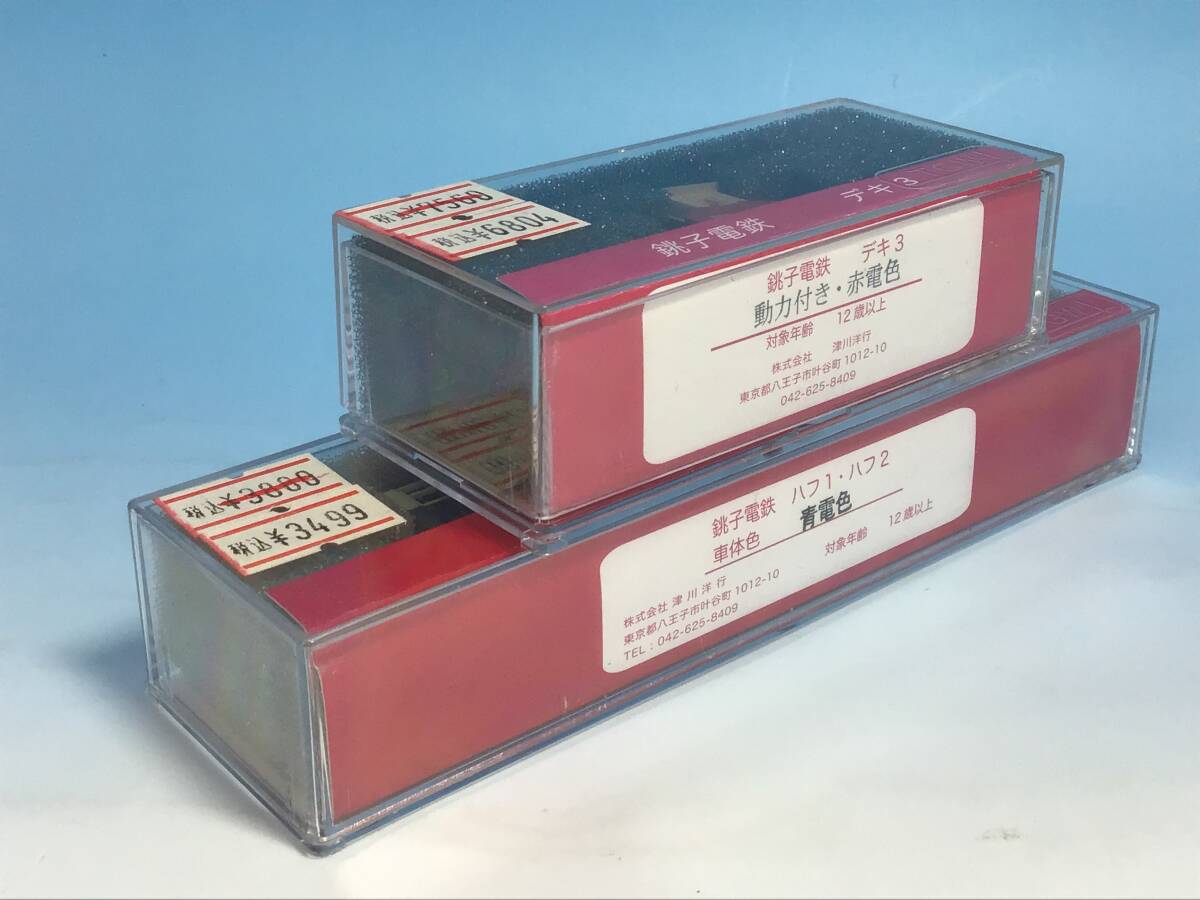 税込¥7560
税込¥6804
銚子電鉄 デキ3
銚子電鉄 デキ3
動力付き・赤電色
対象年齢 12歳以上
株式会社 津川洋行
東京都八王子市叶谷町1012-10
042-625-8409
¥3800
¥3499
銚子電鉄 ハフ1・ハフ2
車体色 青電色
対象年齢 12歳以上
株式会社 津川洋行
東京都八王子市叶谷町1012-10
TEL:042-625-8409